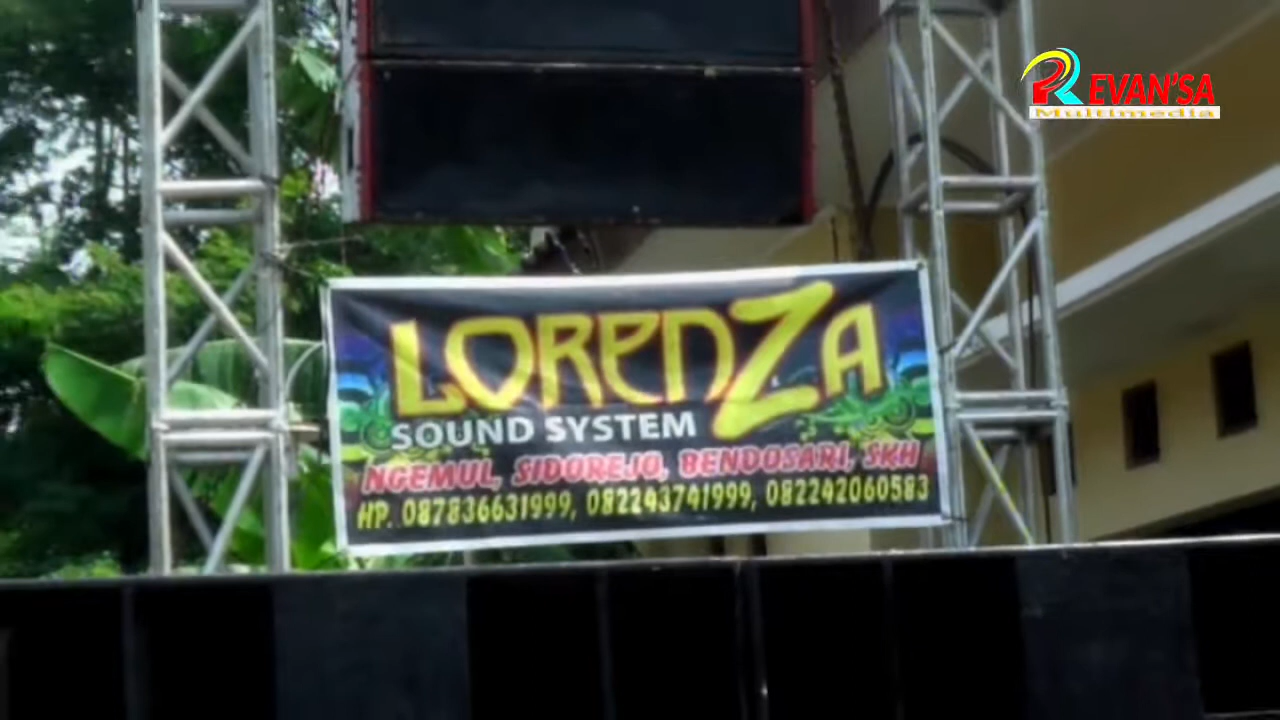 REVAN'SA
Multimedia
LORENZA
SOUND SYSTEM
NGEMUL, SIDOREJO, BENDOSARI, SKH
HP. 087836631999, 082243741999, 082242060583